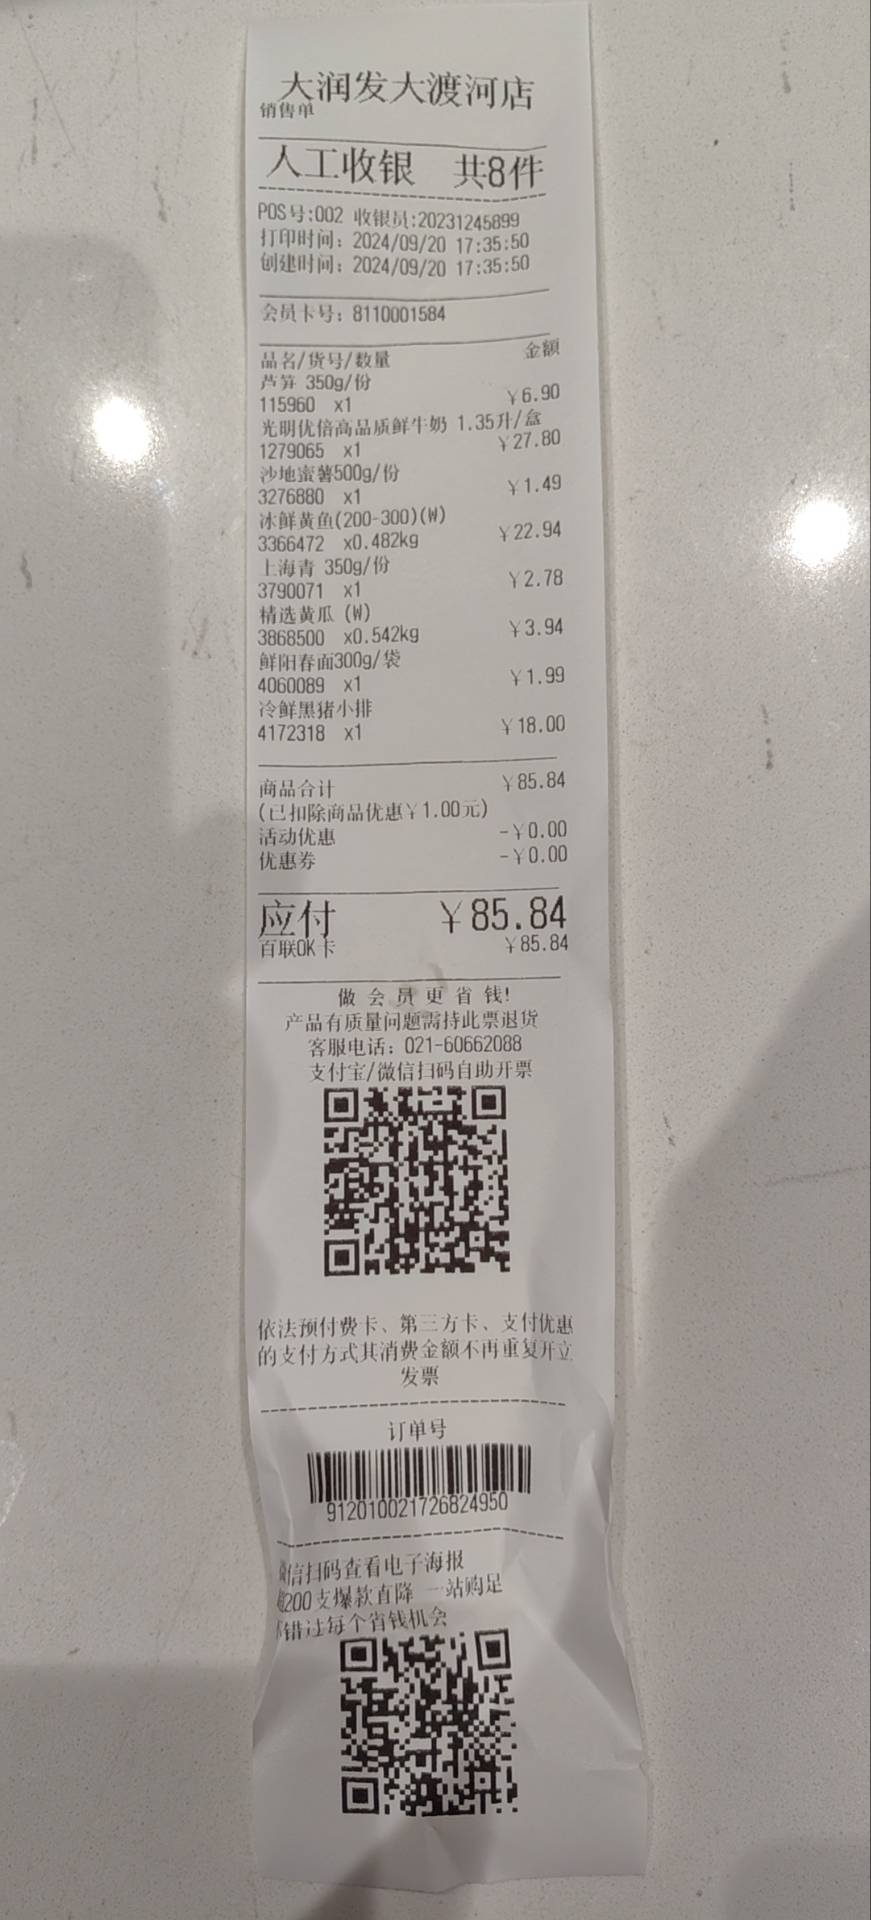 大润发大渡河店
销售单
人工收银 共8件
POS号:002 收银员:20231245899
打印时间: 2024/09/20 17:35:50
创建时间: 2024/09/20 17:35:50
会员卡号: 8110001584
品名/货号/数量 金额
芦笋 350g/份
115960 x1 ¥6.90
光明优倍高品质鲜牛奶 1.35升/盒
1279065 x1 ¥27.80
沙地蜜薯500g/份
3276880 x1 ¥1.49
冰鲜黄鱼(200-300)(W)
3366472 x0.482kg ¥22.94
上海青 350g/份
3790071 x1 ¥2.78
精选黄瓜 (W)
3868500 x0.542kg ¥3.94
鲜阳春面300g/袋
4060089 x1 ¥1.99
冷鲜黑猪小排
4172318 x1 ¥18.00
商品合计 ¥85.84
(已扣除商品优惠¥1.00元)
活动优惠 -¥0.00
优惠券 -¥0.00
应付 ¥85.84
百联OK卡 ¥85.84
做会员更省钱!
产品有质量问题需持此票退货
客服电话: 021-60662088
支付宝/微信扫码自助开票
依法预付费卡、第三方卡、支付优惠
的支付方式其消费金额不再重复开立
发票
订单号
912010021726824950
信扫码查看电子海报
200支爆款直降 一站购足
错过每个省钱机会